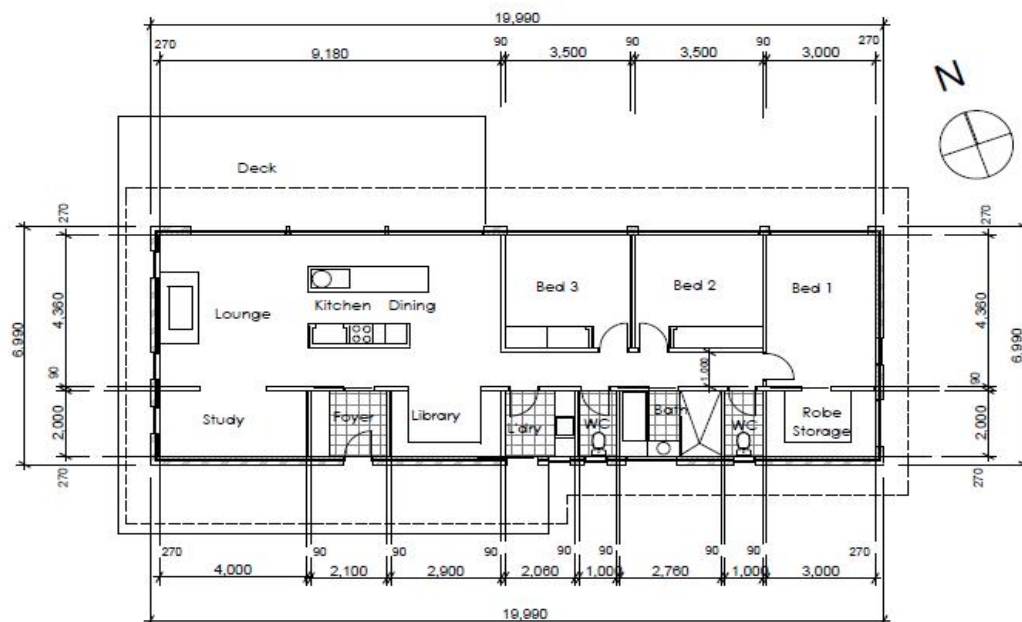 19,990
270 90 90 90 270
9,180 3,500 3,500 3,000
N
Deck
270 270
6,990 4,360 90 2,000
Bed 3 Bed 2 Bed 1
Kitchen Dining
Lounge
4,360 90 2,000 6,990
1,000
Study Foyer Library L'dry WC Bath WC Robe
Storage
270 270
270 90 90 90 90 90 90 90 270
4,000 2,100 2,900 2,060 1,000 2,760 1,000 3,000
19,990